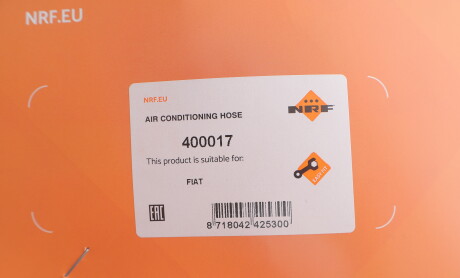 NRF.EU
NRF.EU
NRF
AIR CONDITIONING HOSE
400017
This product is suitable for:
FIAT
EAC
8 718042 425300